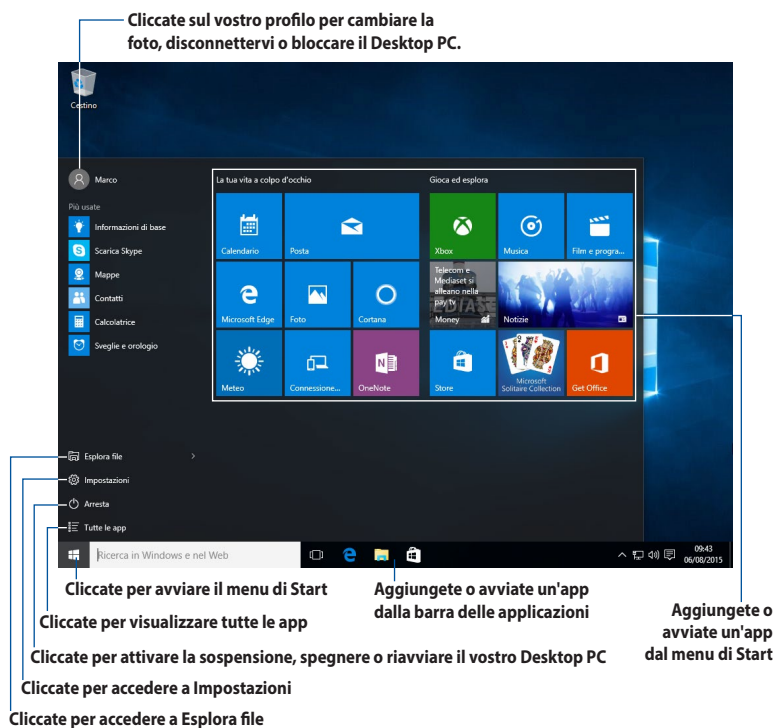 Cliccate sul vostro profilo per cambiare la
foto, disconnettervi o bloccare il Desktop PC.
Cestino
Marco
Più usate
Informazioni di base
Scarica Skype
Mappe
Contatti
Calcolatrice
Sveglie e orologio
La tua vita a colpo d'occhio
Calendario
Posta
Microsoft Edge
Foto
Cortana
Meteo
Connessione...
OneNote
Gioca ed esplora
Xbox
Musica
Film e progra...
Telecom e
Mediaset si
alleano nella
pay tv
Money
Notizie
Store
Microsoft
Solitaire Collection
Get Office
Esplora file
Impostazioni
Arresta
Tutte le app
Ricerca in Windows e nel Web
09:43
06/08/2015
Cliccate per avviare il menu di Start
Aggiungete o avviate un'app
dalla barra delle applicazioni
Aggiungete o
avviate un'app
dal menu di Start
Cliccate per visualizzare tutte le app
Cliccate per attivare la sospensione, spegnere o riavviare il vostro Desktop PC
Cliccate per accedere a Impostazioni
Cliccate per accedere a Esplora file